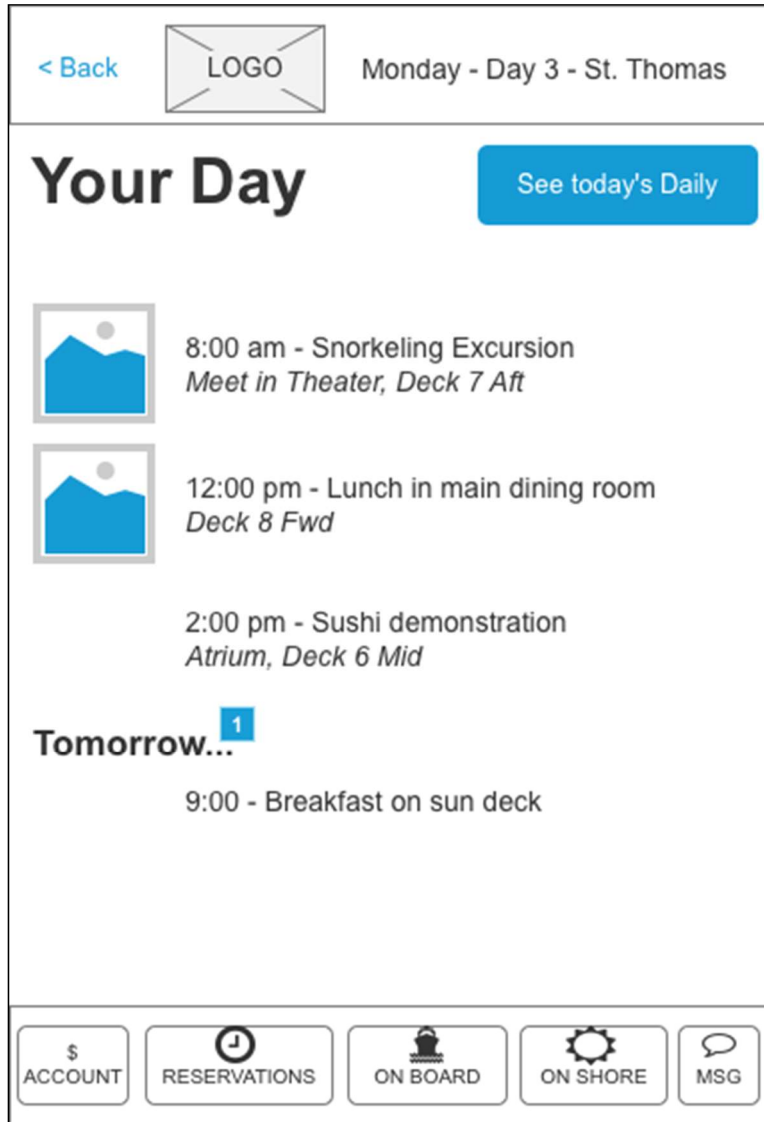 < Back
LOGO
Monday - Day 3 - St. Thomas
Your Day
See today's Daily
8:00 am - Snorkeling Excursion
Meet in Theater, Deck 7 Aft
12:00 pm - Lunch in main dining room
Deck 8 Fwd
2:00 pm - Sushi demonstration
Atrium, Deck 6 Mid
Tomorrow...
1
9:00 - Breakfast on sun deck
$
ACCOUNT
RESERVATIONS
ON BOARD
ON SHORE
MSG